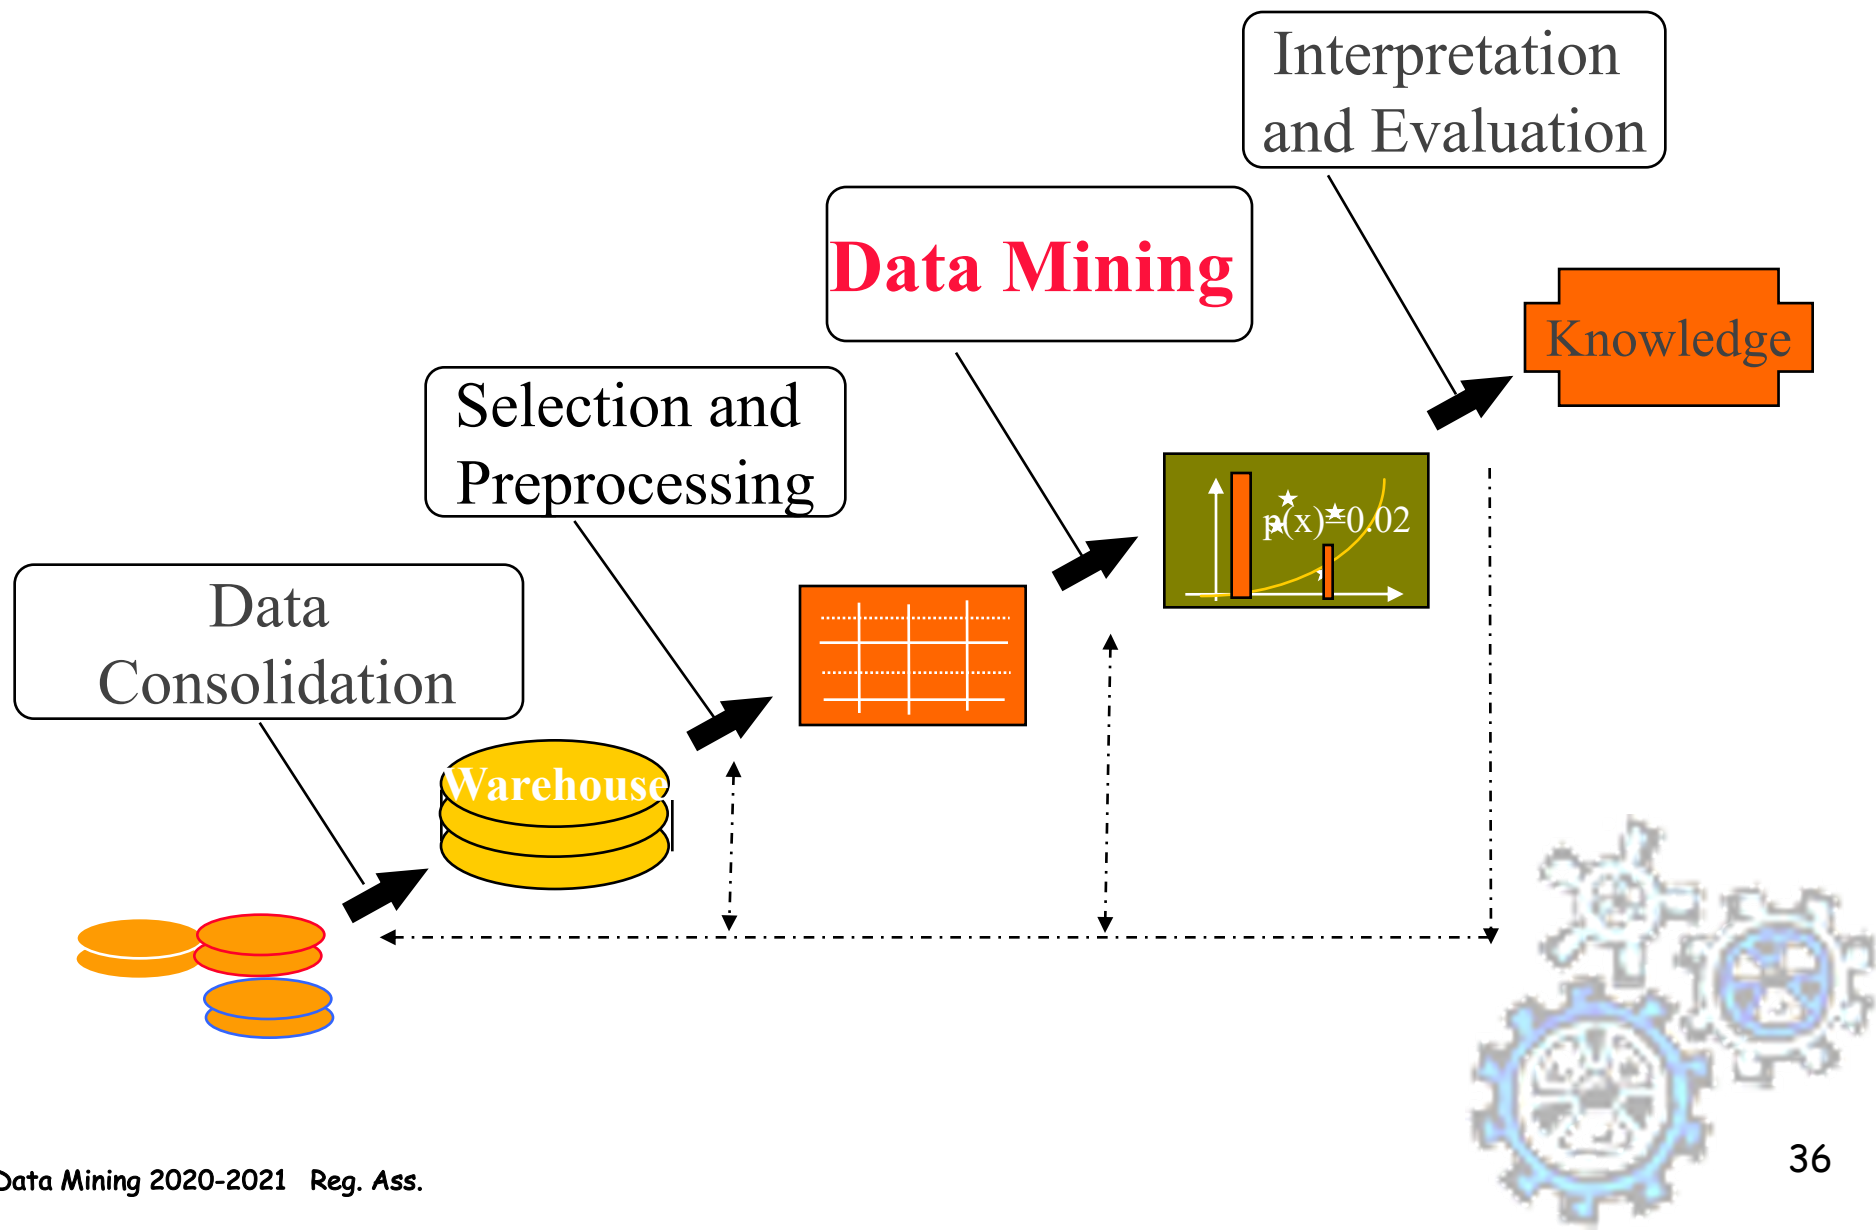 Interpretation
and Evaluation
Data Mining
Knowledge
Selection and
Preprocessing
p(x)=0.02
Data
Consolidation
Warehouse
Data Mining 2020-2021 Reg. Ass.
36